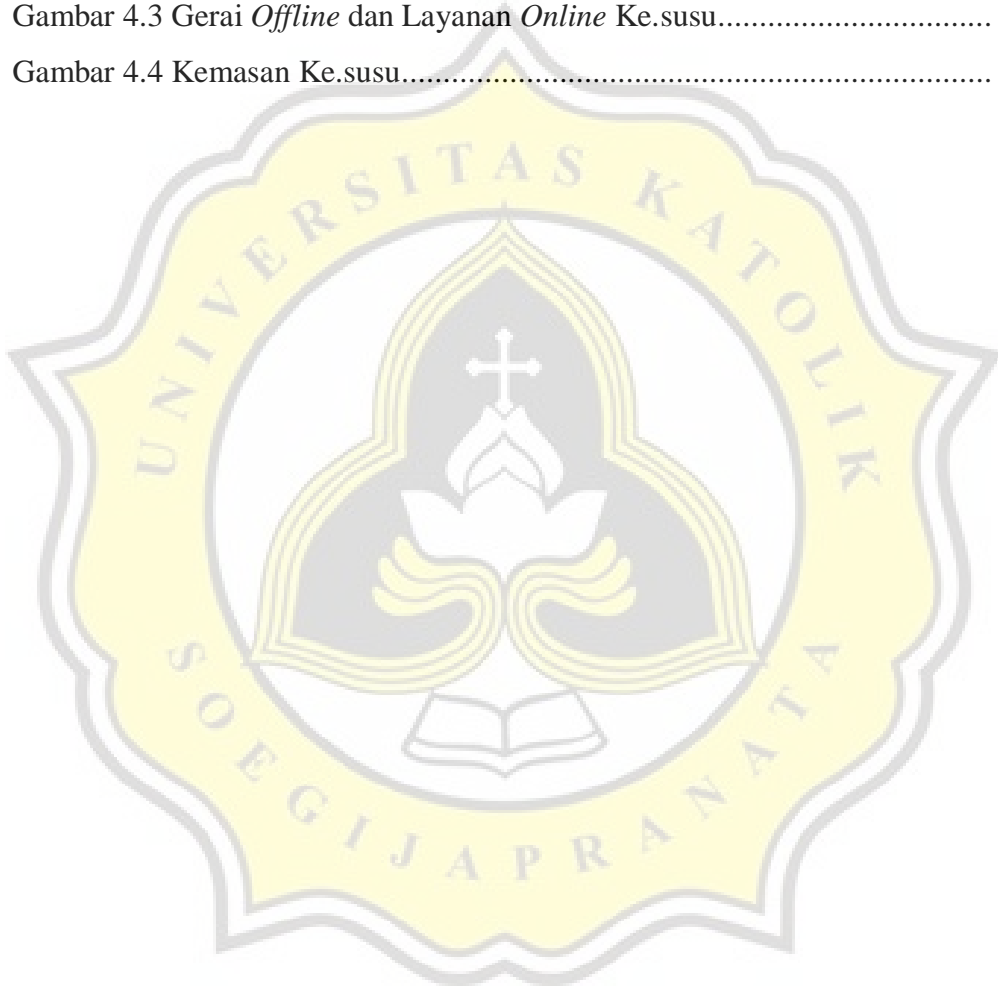 Gambar 4.3 Gerai Offline dan Layanan Online Ke.susu..................................
Gambar 4.4 Kemasan Ke.susu..........................................................................
UNIVERSITAS KATOLIK
SOEGIJAPRANATA